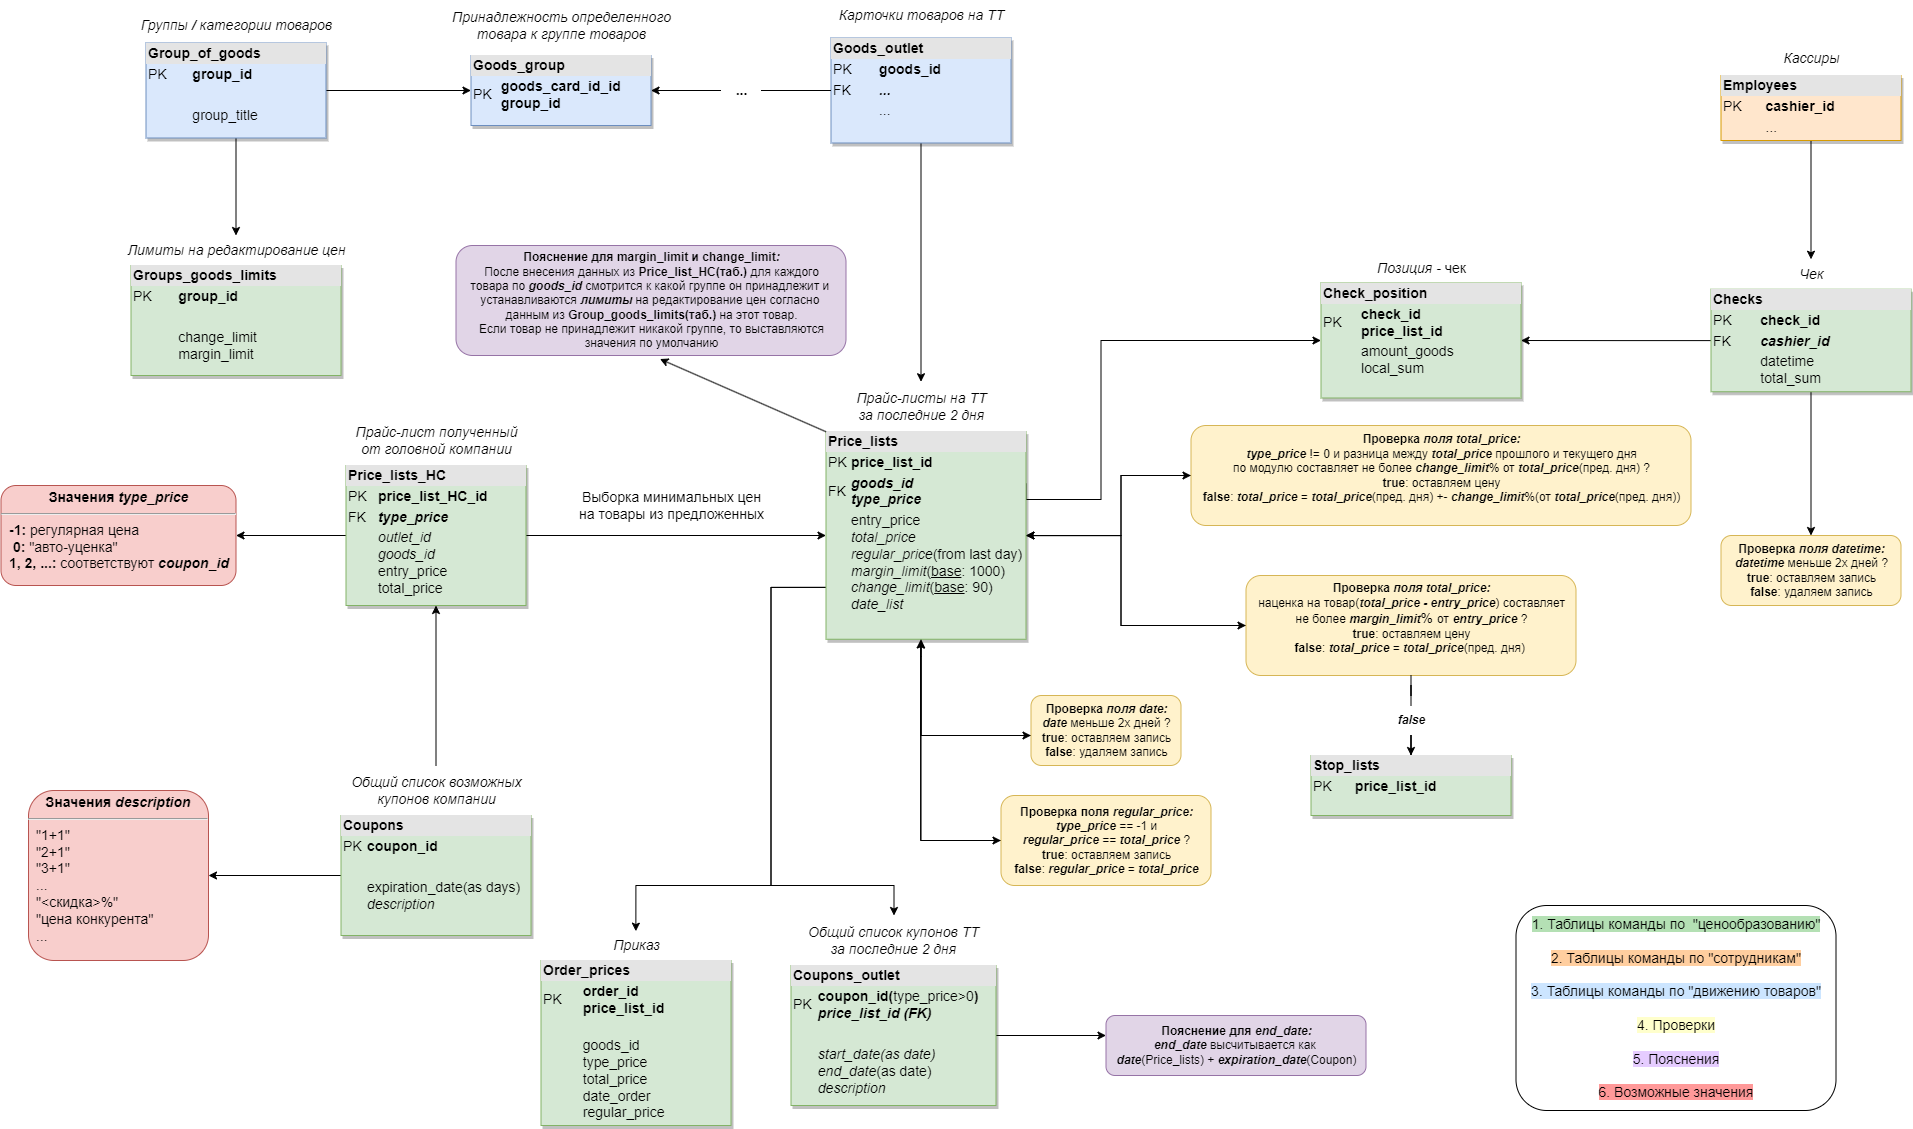 Группы / категории товаров
Group_of_goods
PK group_id
group_title
Принадлежность определенного
товара к группе товаров
Goods_group
PK
goods_card_id_id
group_id
...
Карточки товаров на ТТ
Goods_outlet
PK goods_id
FK ...
...
Кассиры
Employees
PK cashier_id
...
Лимиты на редактирование цен
Groups_goods_limits
PK group_id
change_limit
margin_limit
Пояснение для margin_limit и change_limit:
После внесения данных из Price_list_HC(таб.) для каждого
товара по goods_id смотрится к какой группе он принадлежит и
устанавливаются лимиты на редактирование цен согласно
данным из Group_goods_limits(таб.) на этот товар.
Если товар не принадлежит никакой группе, то выставляются
значения по умолчанию
Позиция - чек
Check_position
PK
check_id
price_list_id
amount_goods
local_sum
Чек
Checks
PK check_id
FK cashier_id
datetime
total_sum
Прайс-листы на ТТ
за последние 2 дня
Price_lists
PK price_list_id
FK
goods_id
type_price
entry_price
total_price
regular_price(from last day)
margin_limit(base: 1000)
change_limit(base: 90)
date_list
Прайс-лист полученный
от головной компании
Price_lists_HC
PK price_list_HC_id
FK type_price
outlet_id
goods_id
entry_price
total_price
Выборка минимальных цен
на товары из предложенных
Значения type_price
-1: регулярная цена
0: "авто-уценка"
1, 2, ...: соответствуют coupon_id
Проверка поля total_price:
type_price != 0 и разница между total_price прошлого и текущего дня
по модулю составляет не более change_limit% от total_price(пред. дня) ?
true: оставляем цену
false: total_price = total_price(пред. дня) +- change_limit%(от total_price(пред. дня))
Проверка поля datetime:
datetime меньше 2х дней ?
true: оставляем запись
false: удаляем запись
Проверка поля total_price:
наценка на товар(total_price - entry_price) составляет
не более margin_limit% от entry_price ?
true: оставляем цену
false: total_price = total_price(пред. дня)
false
Stop_lists
PK price_list_id
Проверка поля date:
date меньше 2х дней ?
true: оставляем запись
false: удаляем запись
Проверка поля regular_price:
type_price == -1 и
regular_price == total_price ?
true: оставляем запись
false: regular_price = total_price
Общий список возможных
купонов компании
Coupons
PK coupon_id
expiration_date(as days)
description
Значения description
"1+1"
"2+1"
"3+1"
...
"<скидка>%"
"цена конкурента"
...
Приказ
Order_prices
PK
order_id
price_list_id
goods_id
type_price
total_price
date_order
regular_price
Общий список купонов ТТ
за последние 2 дня
Coupons_outlet
PK
coupon_id(type_price>0)
price_list_id (FK)
start_date(as date)
end_date(as date)
description
Пояснение для end_date:
end_date высчитывается как
date(Price_lists) + expiration_date(Coupon)
1. Таблицы команды по "ценообразованию"
2. Таблицы команды по "сотрудникам"
3. Таблицы команды по "движению товаров"
4. Проверки
5. Пояснения
6. Возможные значения